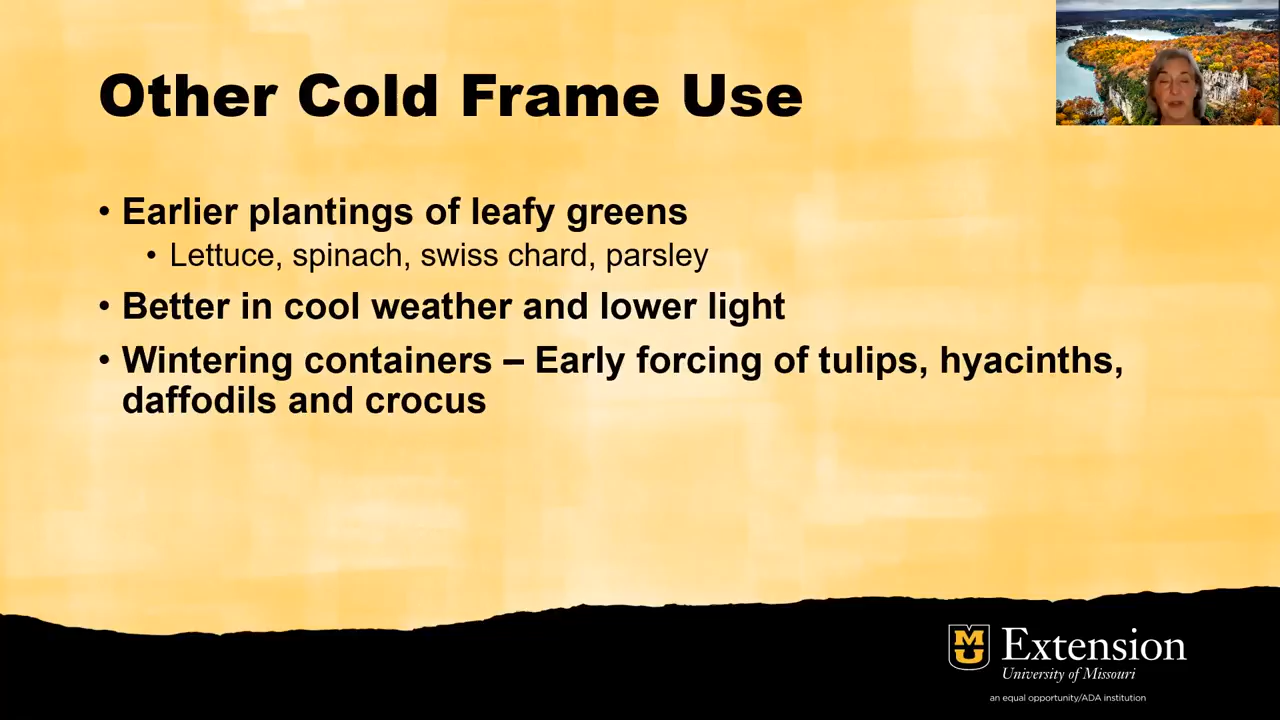 Other Cold Frame Use
• Earlier plantings of leafy greens
• Lettuce, spinach, swiss chard, parsley
• Better in cool weather and lower light
• Wintering containers – Early forcing of tulips, hyacinths,
daffodils and crocus
MU Extension
University of Missouri
an equal opportunity/ADA institution